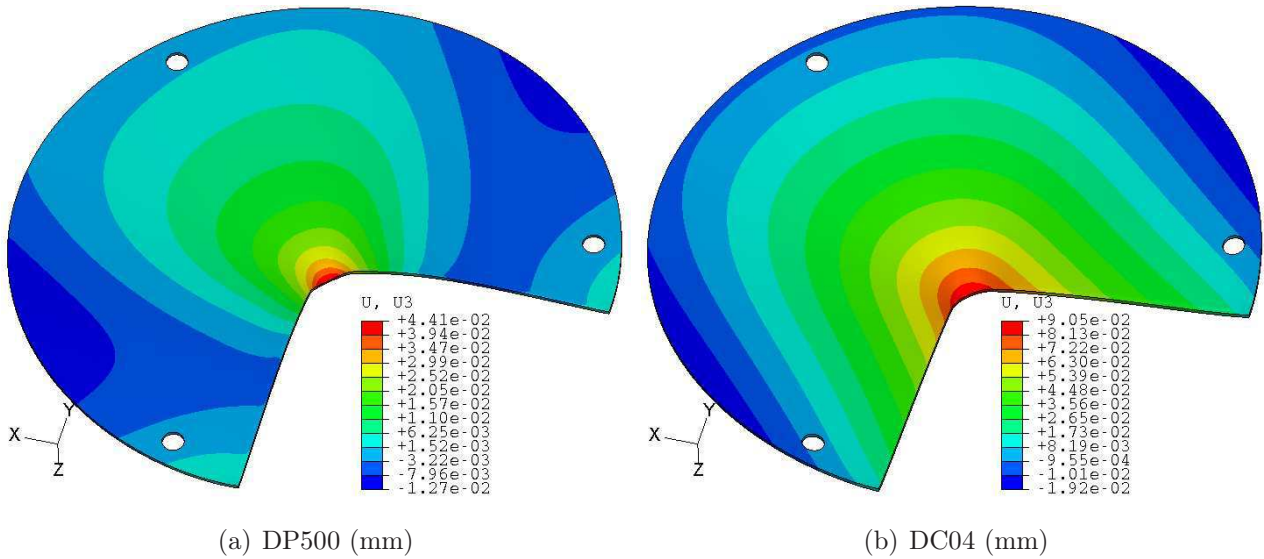 U, U3
+4.41e-02
+3.94e-02
+3.47e-02
+2.99e-02
+2.52e-02
+2.05e-02
+1.57e-02
+1.10e-02
+6.25e-03
+1.52e-03
-3.22e-03
-7.96e-03
-1.27e-02
Y
X
Z
(a) DP500 (mm)
U, U3
+9.05e-02
+8.13e-02
+7.22e-02
+6.30e-02
+5.39e-02
+4.48e-02
+3.56e-02
+2.65e-02
+1.73e-02
+8.19e-03
-9.55e-04
-1.01e-02
-1.92e-02
Y
X
Z
(b) DC04 (mm)